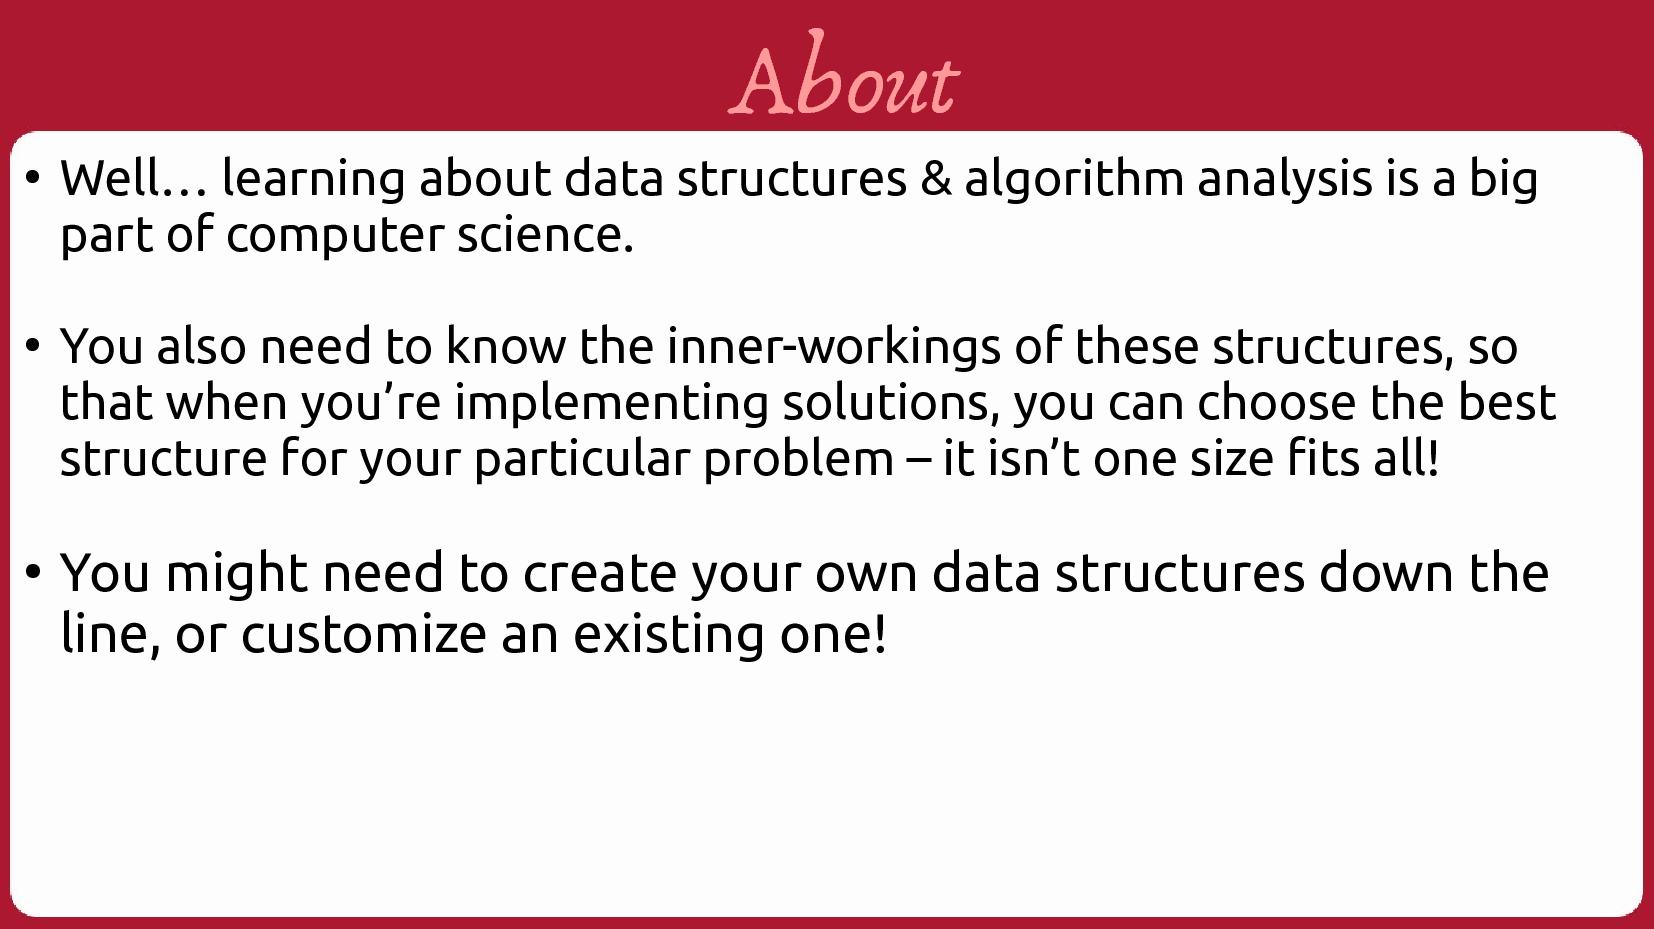 About
• Well… learning about data structures & algorithm analysis is a big
part of computer science.
• You also need to know the inner-workings of these structures, so
that when you’re implementing solutions, you can choose the best
structure for your particular problem – it isn’t one size fits all!
• You might need to create your own data structures down the
line, or customize an existing one!